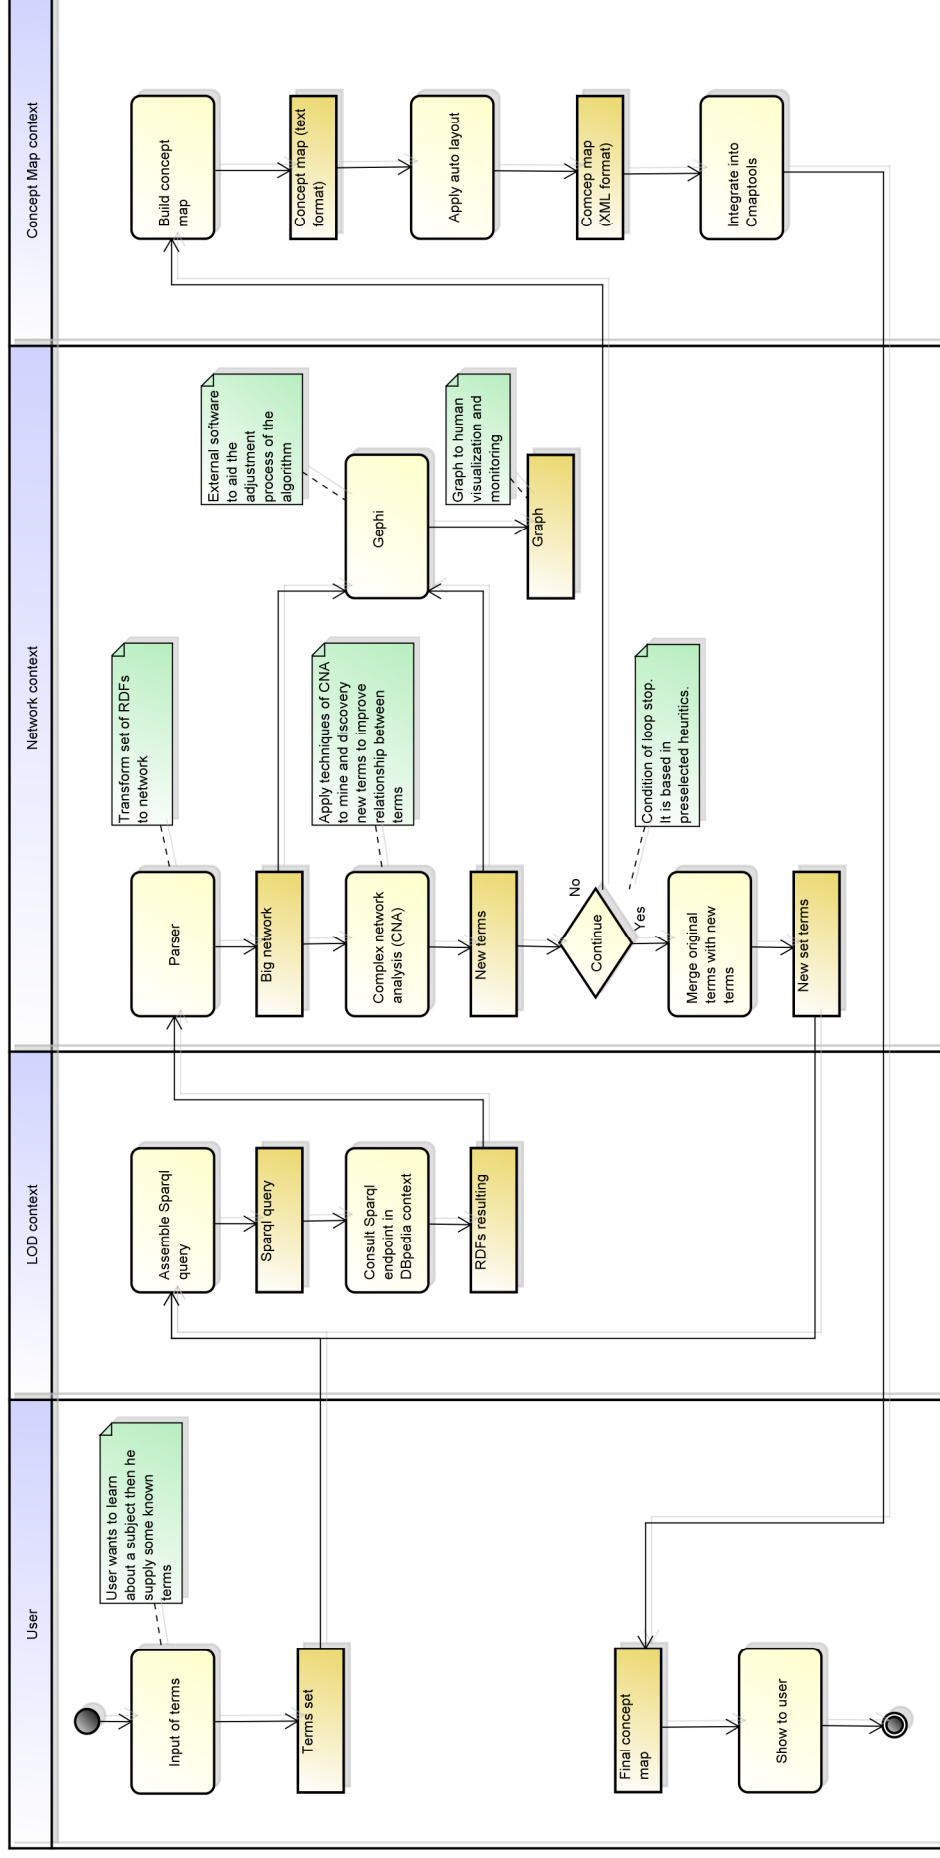 User
LOD context
Network context
Concept Map context
User wants to learn
about a subject then he
supply some known
terms
Input of terms
Terms set
Final concept
map
Show to user
Assemble Sparql
query
Sparql query
Consult Sparql
endpoint in
DBpedia context
RDFs resulting
Transform set of RDFs
to network
Parser
Big network
Apply techniques of CNA
to mine and discovery
new terms to improve
relationship between
terms
Complex network
analysis (CNA)
New terms
Continue
No
Yes
Condition of loop stop.
It is based in
preselected heuritics.
Merge original
terms with new
terms
New set terms
External software
to aid the
adjustment
process of the
algorithm
Gephi
Graph to human
visualization and
monitoring
Graph
Build concept
map
Concept map (text
format)
Apply auto layout
Comcep map
(XML format)
Integrate into
Cmaptools